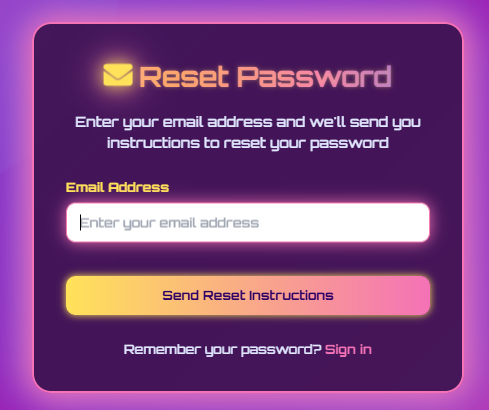 Reset Password
Enter your email address and we'll send you
instructions to reset your password
Email Address
Enter your email address
Send Reset Instructions
Remember your password? Sign in